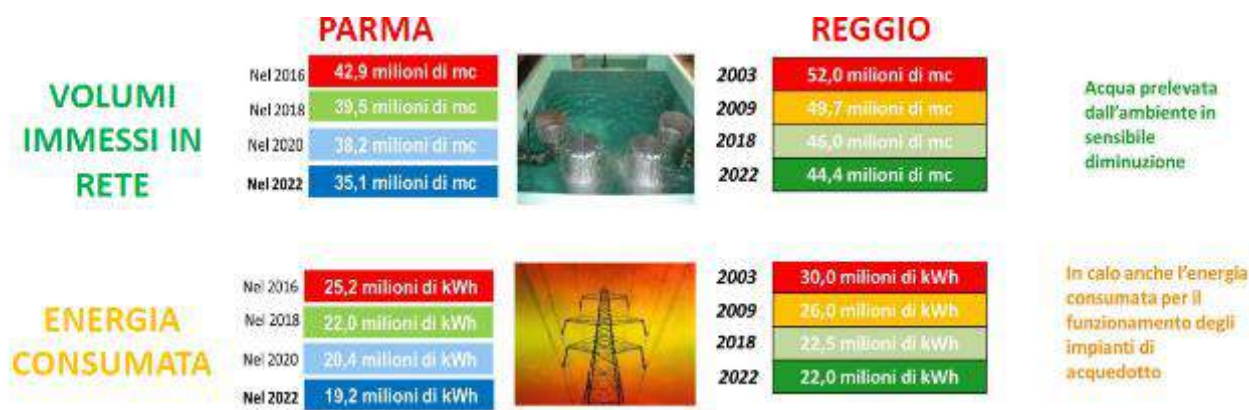 PARMA
REGGIO
VOLUMI
IMMESSI IN
RETE
Nel 2016 42,9 milioni di mc
Nel 2018 39,5 milioni di mc
Nel 2020 38,2 milioni di mc
Nel 2022 35,1 milioni di mc
2003 52,0 milioni di mc
2009 49,7 milioni di mc
2018 46,0 milioni di mc
2022 44,4 milioni di mc
Acqua prelevata
dall'ambiente in
sensibile
diminuzione
ENERGIA
CONSUMATA
Nel 2016 25,2 milioni di kWh
Nel 2018 22,0 milioni di kWh
Nel 2020 20,4 milioni di kWh
Nel 2022 19,2 milioni di kWh
2003 30,0 milioni di kWh
2009 26,0 milioni di kWh
2018 22,5 milioni di kWh
2022 22,0 milioni di kWh
In calo anche l'energia
consumata per il
funzionamento degli
impianti di
acquedotto